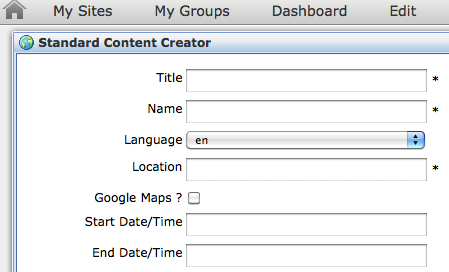 My Sites My Groups Dashboard Edit
Standard Content Creator
Title *
Name *
Language en
Location *
Google Maps ?
Start Date/Time
End Date/Time